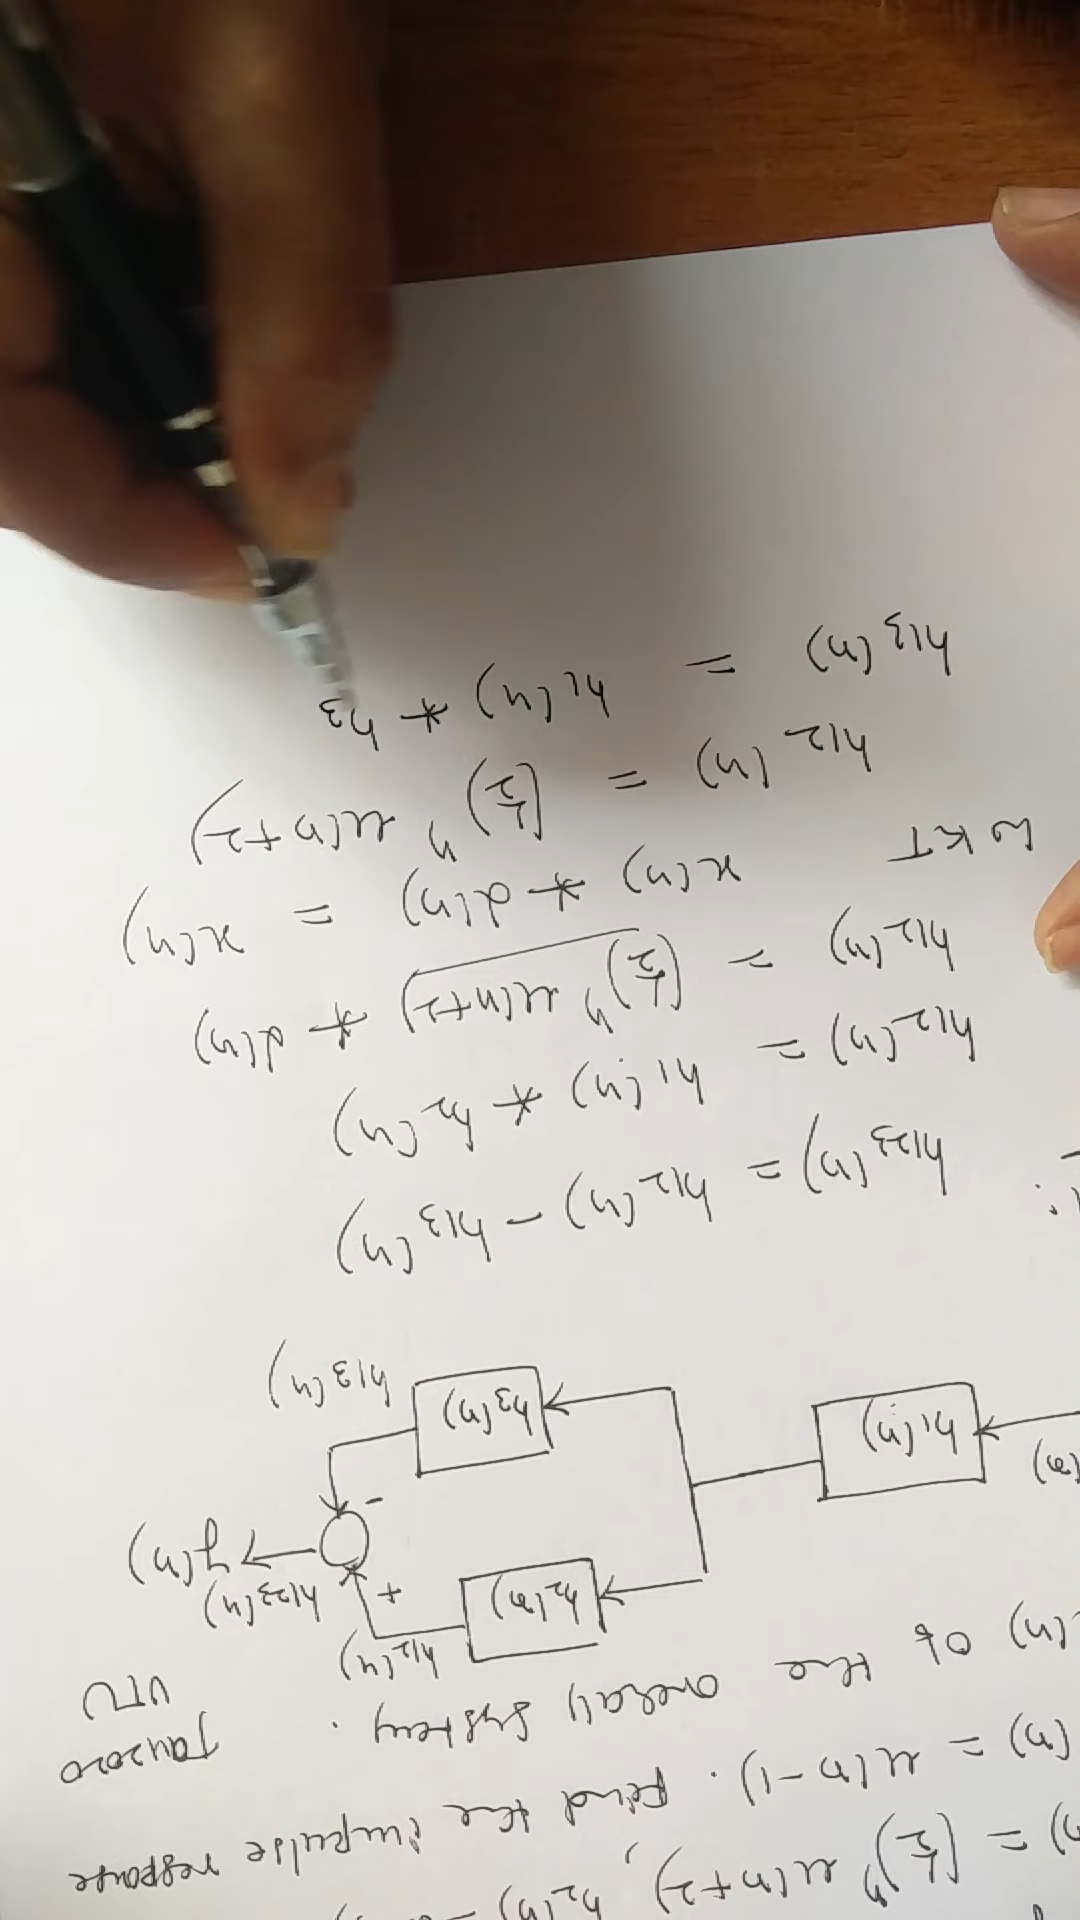 ) = (1/2)^n u(n+2), h2(n) =
(n) = u(n-1). Find the impulse response
(n) of the overall system. Jan 2020
VTU
(n) h1(n) h2(n) h12(n) + h123(n) y(n)
h3(n) - h13(n)
: h123(n) = h12(n) - h13(n)
h12(n) = h1(n) * h2(n)
h12(n) = (1/2)^n u(n+2) * d(n)
WKT x(n) * d(n) = x(n)
h12(n) = (1/2)^n u(n+2)
h13(n) = h1(n) * h3